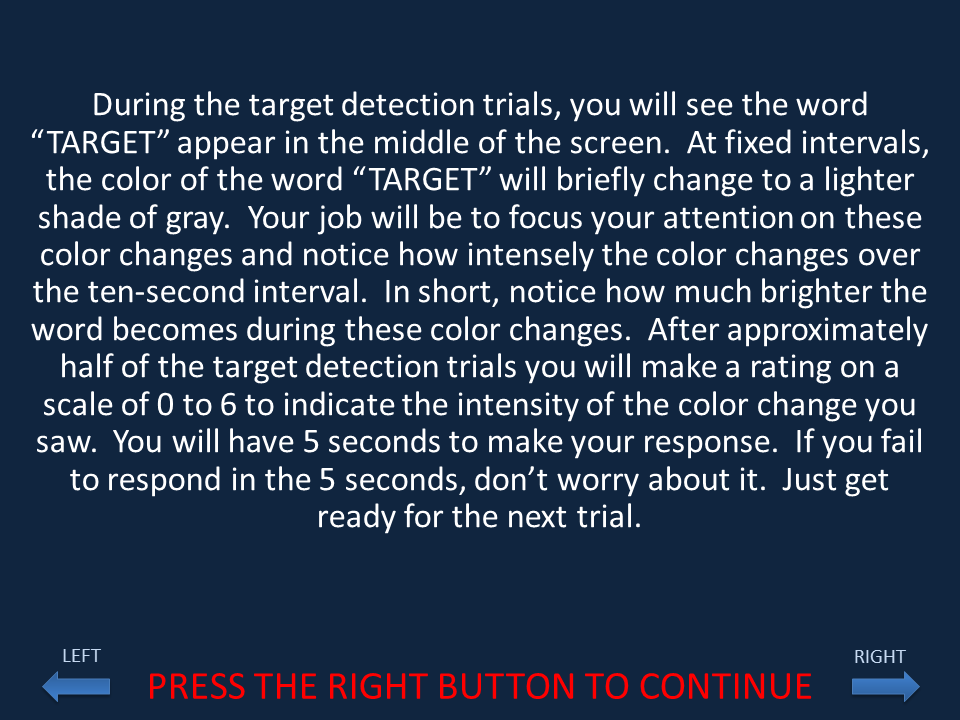 During the target detection trials, you will see the word
“TARGET” appear in the middle of the screen.  At fixed intervals,
the color of the word “TARGET” will briefly change to a lighter
shade of gray.  Your job will be to focus your attention on these
color changes and notice how intensely the color changes over
the ten-second interval.  In short, notice how much brighter the
word becomes during these color changes.  After approximately
half of the target detection trials you will make a rating on a
scale of 0 to 6 to indicate the intensity of the color change you
saw.  You will have 5 seconds to make your response.  If you fail
to respond in the 5 seconds, don’t worry about it.  Just get
ready for the next trial.
LEFT
RIGHT
PRESS THE RIGHT BUTTON TO CONTINUE